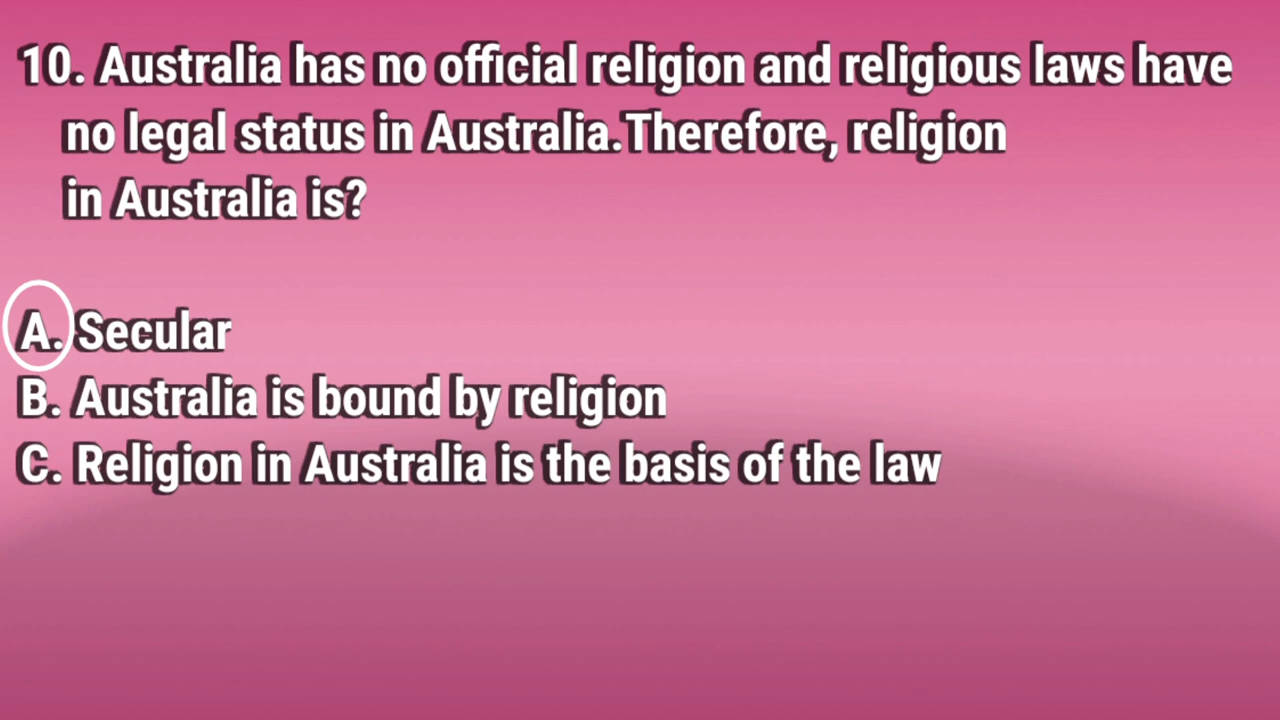 10. Australia has no official religion and religious laws have
no legal status in Australia.Therefore, religion
in Australia is?
A. Secular
B. Australia is bound by religion
C. Religion in Australia is the basis of the law